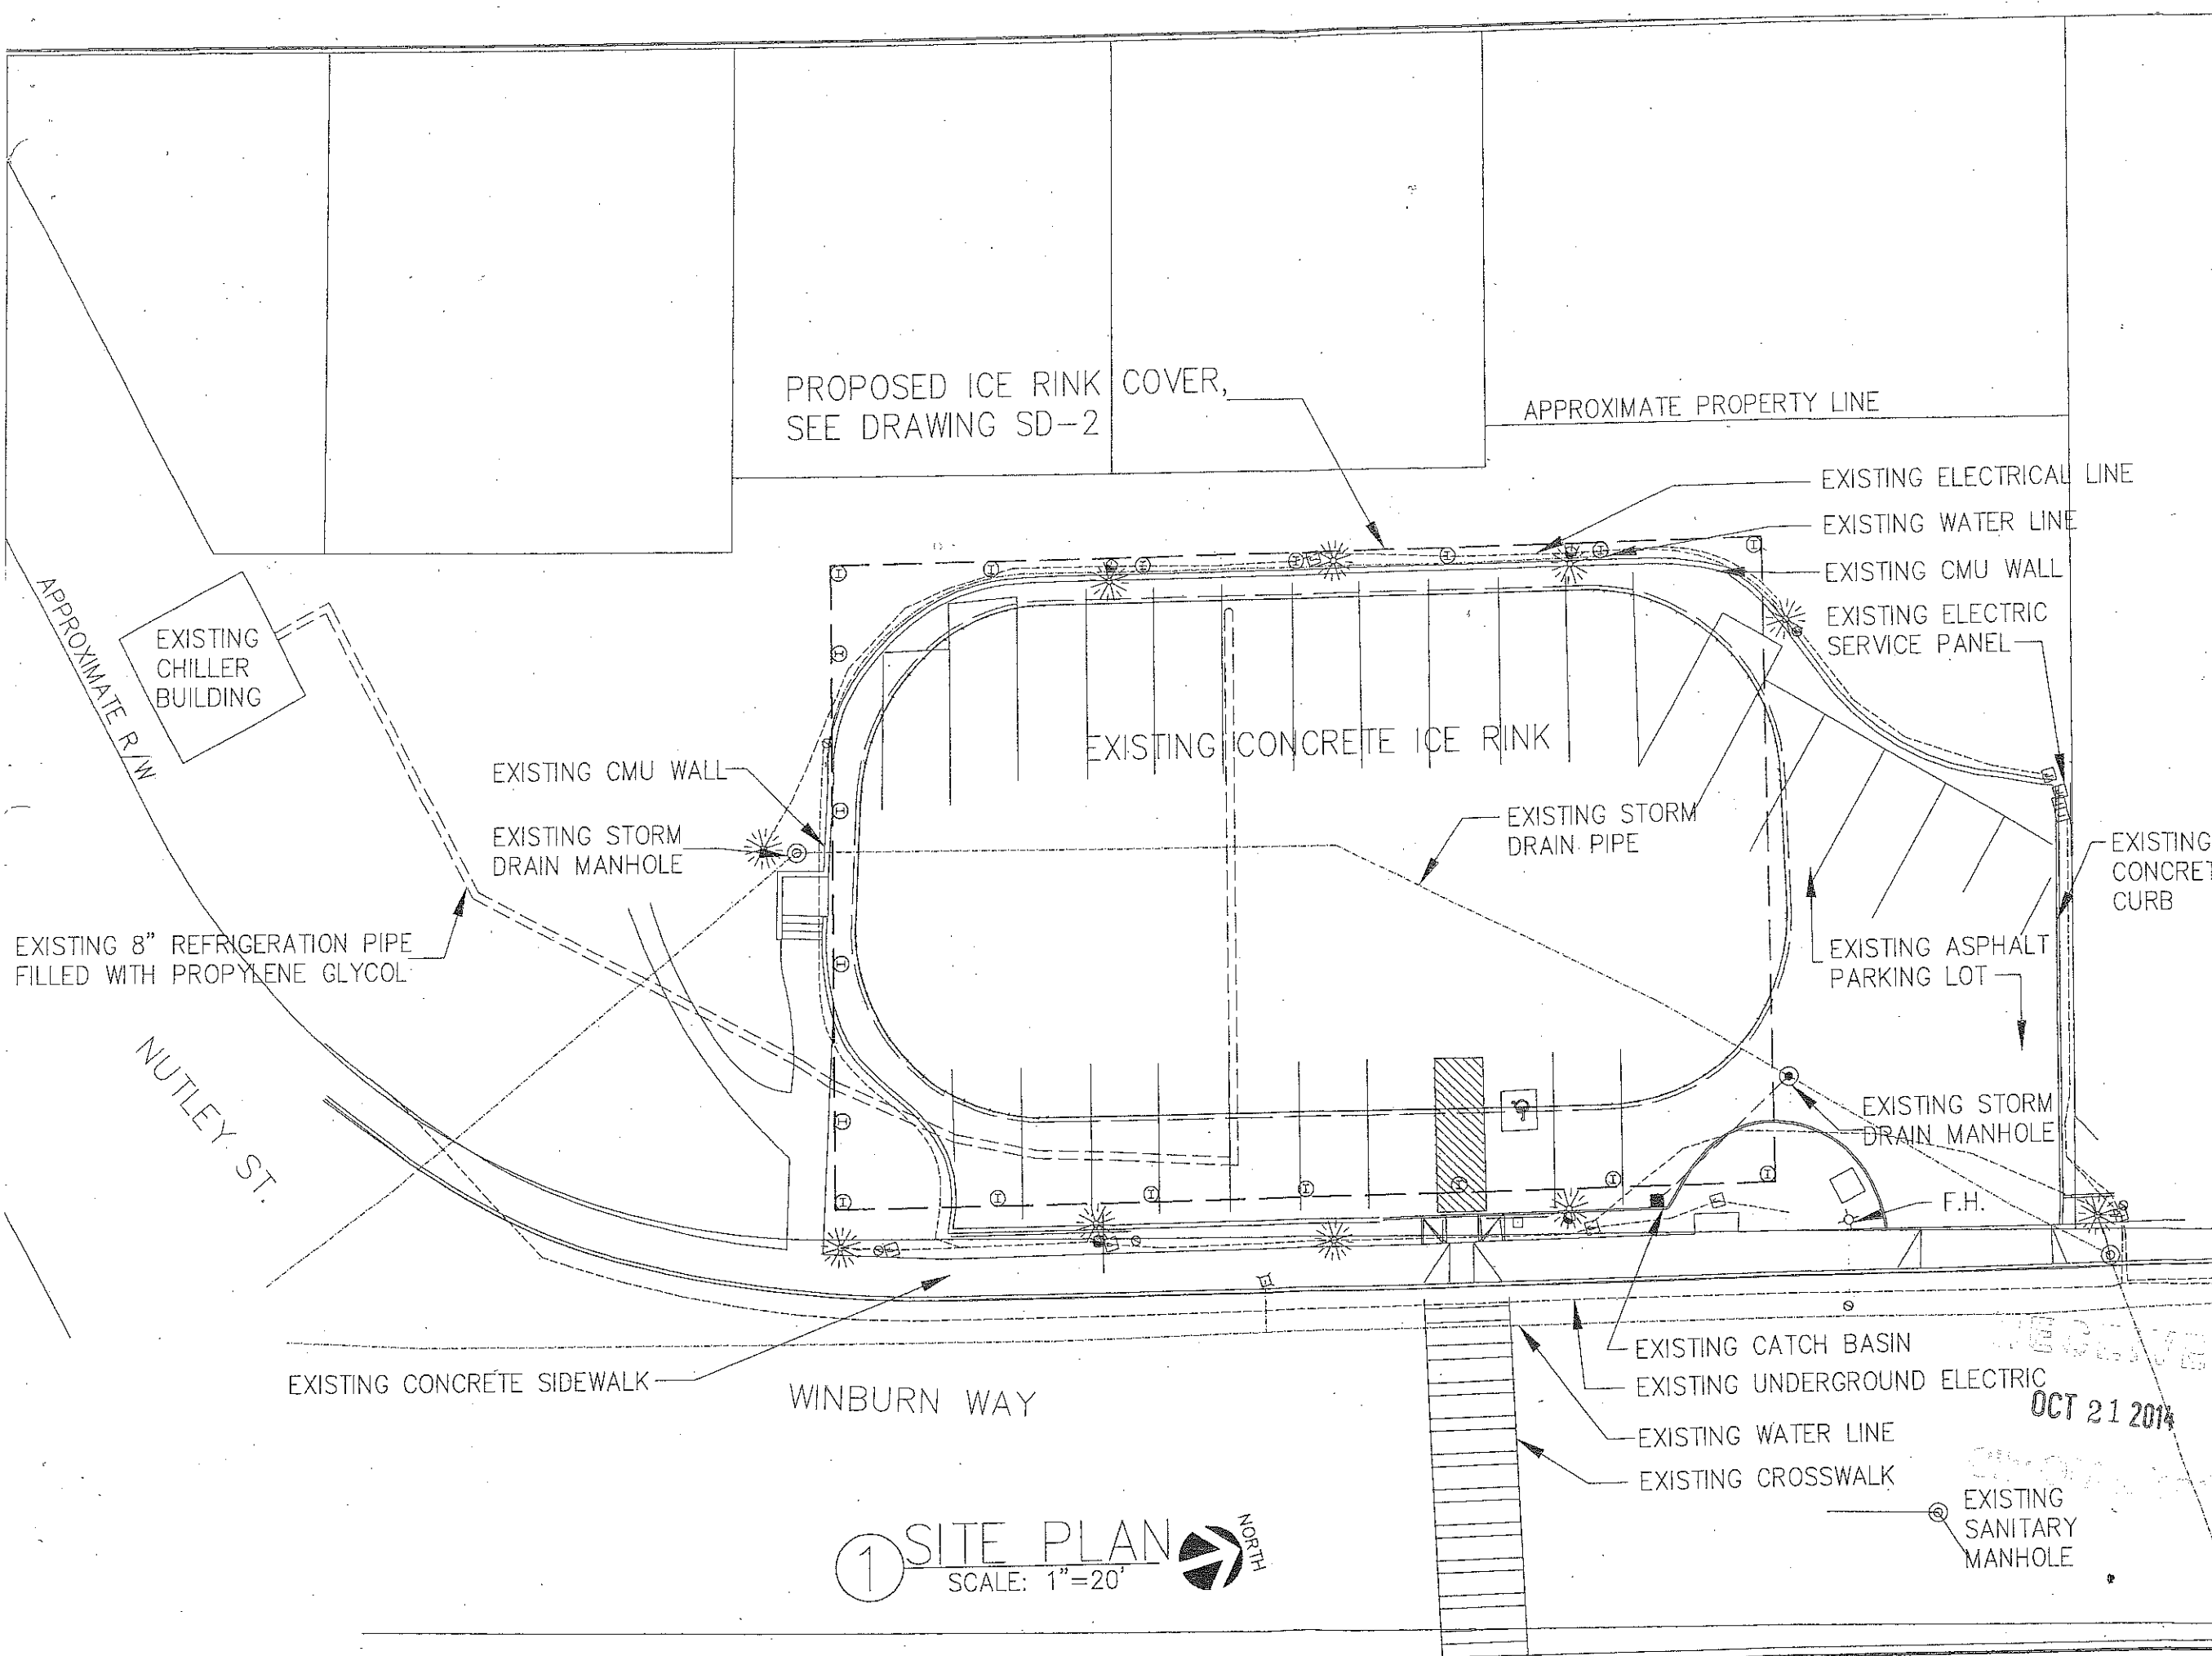 PROPOSED ICE RINK COVER,
SEE DRAWING SD-2
APPROXIMATE PROPERTY LINE
EXISTING ELECTRICAL LINE
EXISTING WATER LINE
EXISTING CMU WALL
EXISTING ELECTRIC
SERVICE PANEL
APPROXIMATE R/W
EXISTING
CHILLER
BUILDING
EXISTING CONCRETE ICE RINK
EXISTING CMU WALL
EXISTING STORM
DRAIN MANHOLE
EXISTING STORM
DRAIN PIPE
EXISTING
CONCRET
CURB
EXISTING 8" REFRIGERATION PIPE
FILLED WITH PROPYLENE GLYCOL
EXISTING ASPHALT
PARKING LOT
NUTLEY ST.
EXISTING STORM
DRAIN MANHOLE
F.H.
EXISTING CATCH BASIN
EXISTING UNDERGROUND ELECTRIC
EXISTING CONCRETE SIDEWALK
WINBURN WAY
OCT 21 2014
EXISTING WATER LINE
EXISTING CROSSWALK
EXISTING
SANITARY
MANHOLE
1 SITE PLAN
SCALE: 1"=20'
NORTH